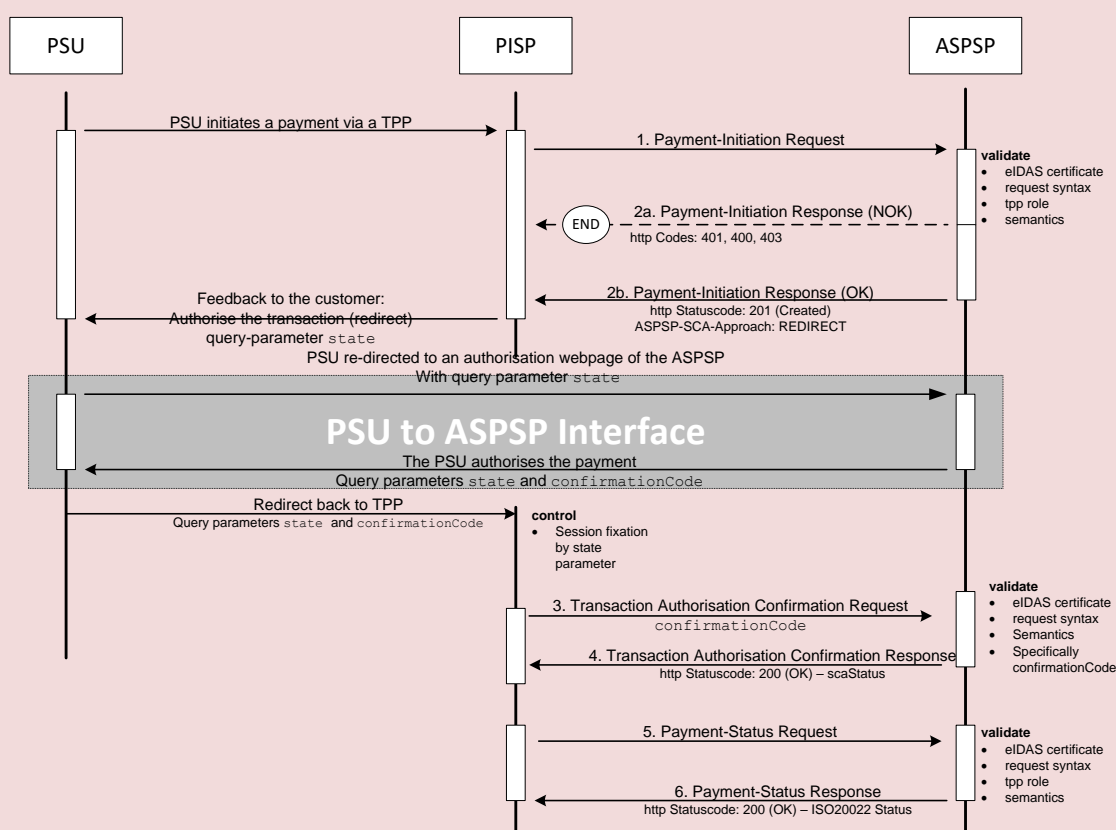 PSU
PISP
ASPSP
PSU initiates a payment via a TPP
1. Payment-Initiation Request
validate
• eIDAS certificate
• request syntax
• tpp role
• semantics
2a. Payment-Initiation Response (NOK)
END
http Codes: 401, 400, 403
2b. Payment-Initiation Response (OK)
http Statuscode: 201 (Created)
ASPSP-SCA-Approach: REDIRECT
Feedback to the customer:
Authorise the transaction (redirect)
query-parameter state
PSU re-directed to an authorisation webpage of the ASPSP
With query parameter state
PSU to ASPSP Interface
The PSU authorises the payment
Query parameters state and confirmationCode
Redirect back to TPP
Query parameters state and confirmationCode
control
• Session fixation
by state
parameter
3. Transaction Authorisation Confirmation Request
confirmationCode
validate
• eIDAS certificate
• request syntax
• Semantics
• Specifically
confirmationCode
4. Transaction Authorisation Confirmation Response
http Statuscode: 200 (OK) – scaStatus
5. Payment-Status Request
validate
• eIDAS certificate
• request syntax
• tpp role
• semantics
6. Payment-Status Response
http Statuscode: 200 (OK) – ISO20022 Status